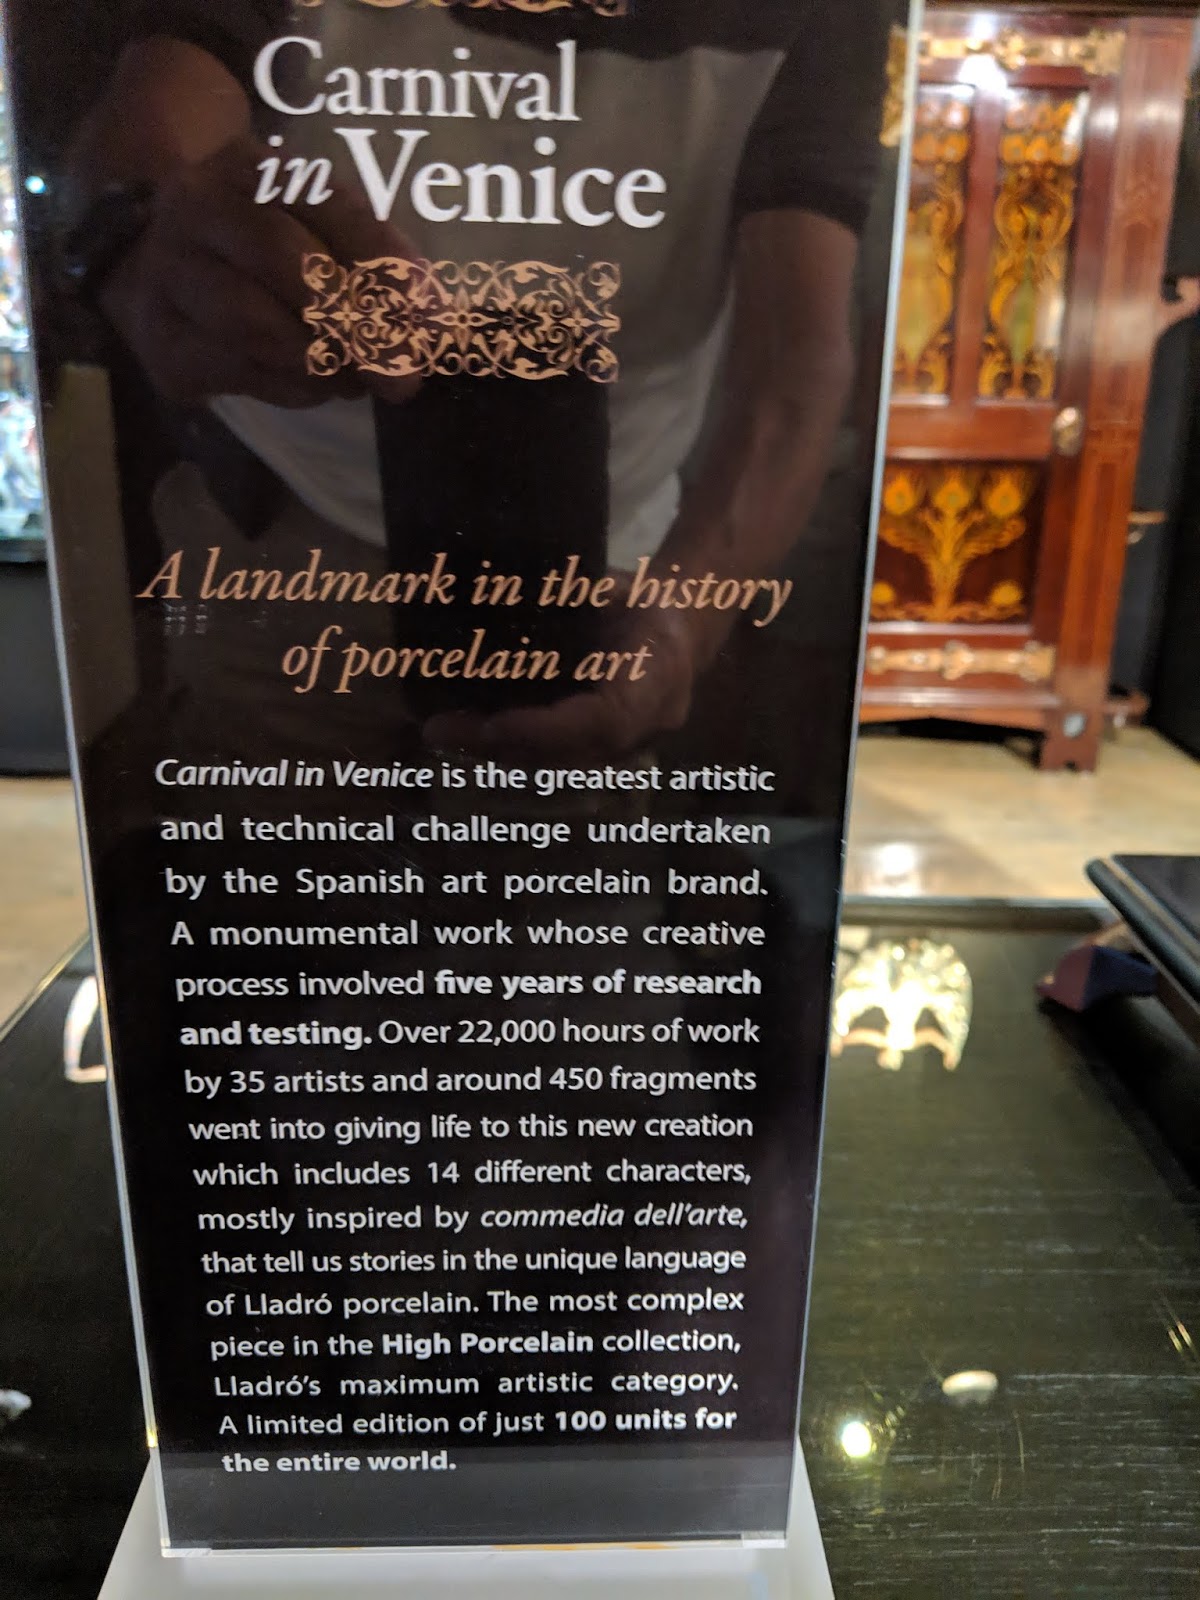 Carnival
in Venice
A landmark in the history
of porcelain art
Carnival in Venice is the greatest artistic
and technical challenge undertaken
by the Spanish art porcelain brand.
A monumental work whose creative
process involved five years of research
and testing. Over 22,000 hours of work
by 35 artists and around 450 fragments
went into giving life to this new creation
which includes 14 different characters,
mostly inspired by commedia dell'arte,
that tell us stories in the unique language
of Lladró porcelain. The most complex
piece in the High Porcelain collection,
Lladró's maximum artistic category.
A limited edition of just 100 units for
the entire world.